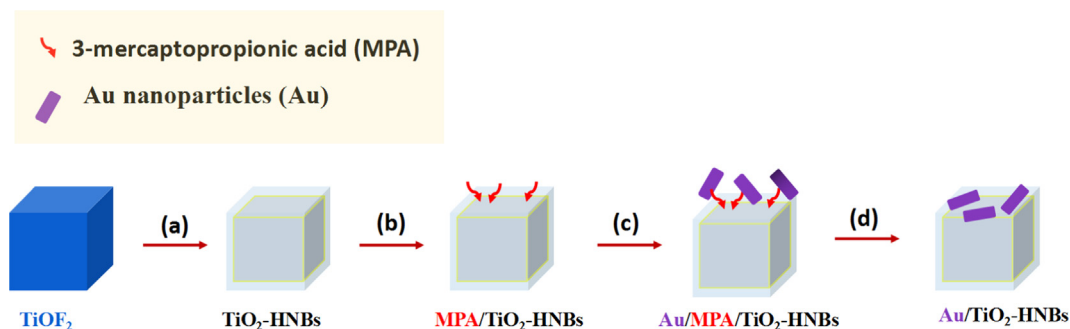 3-mercaptopropionic acid (MPA)
Au nanoparticles (Au)
(a)
(b)
(c)
(d)
TiOF₂
TiO₂-HNBs
MPA/TiO₂-HNBs
Au/MPA/TiO₂-HNBs
Au/TiO₂-HNBs